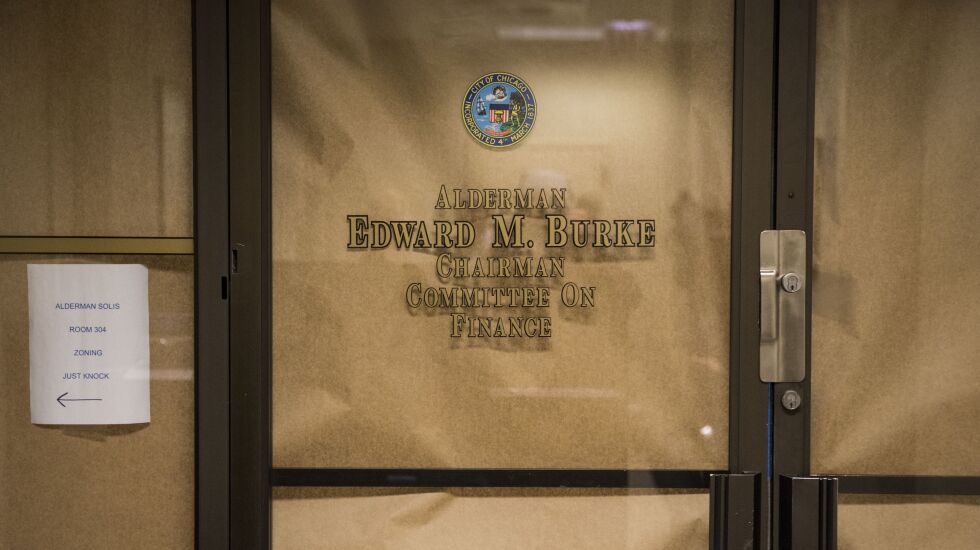 CITY OF CHICAGO
INCORPORATED 4TH MARCH 1837
ALDERMAN
EDWARD M. BURKE
CHAIRMAN
COMMITTEE ON
FINANCE
ALDERMAN SOLIS
ROOM 304
ZONING
JUST KNOCK